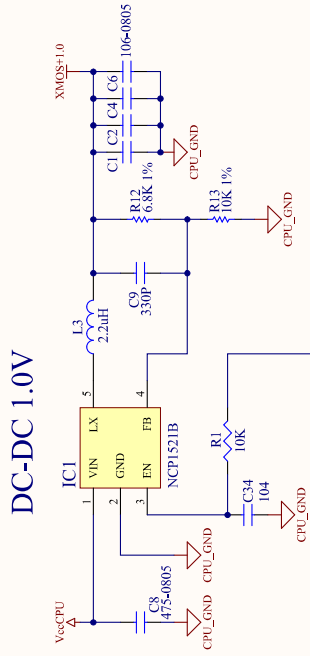 DC-DC 1.0V
XMOS+1.0
C1
C2
C4
C6
106-0805
CPU_GND
R12
6.8K 1%
R13
10K 1%
CPU_GND
C9
330P
L3
2.2uH
IC1
5
4
LX
FB
VIN
GND
EN
NCP1521B
1
2
3
R1
10K
C34
104
CPU_GND
CPU_GND
VccCPU
C8
475-0805
CPU_GND